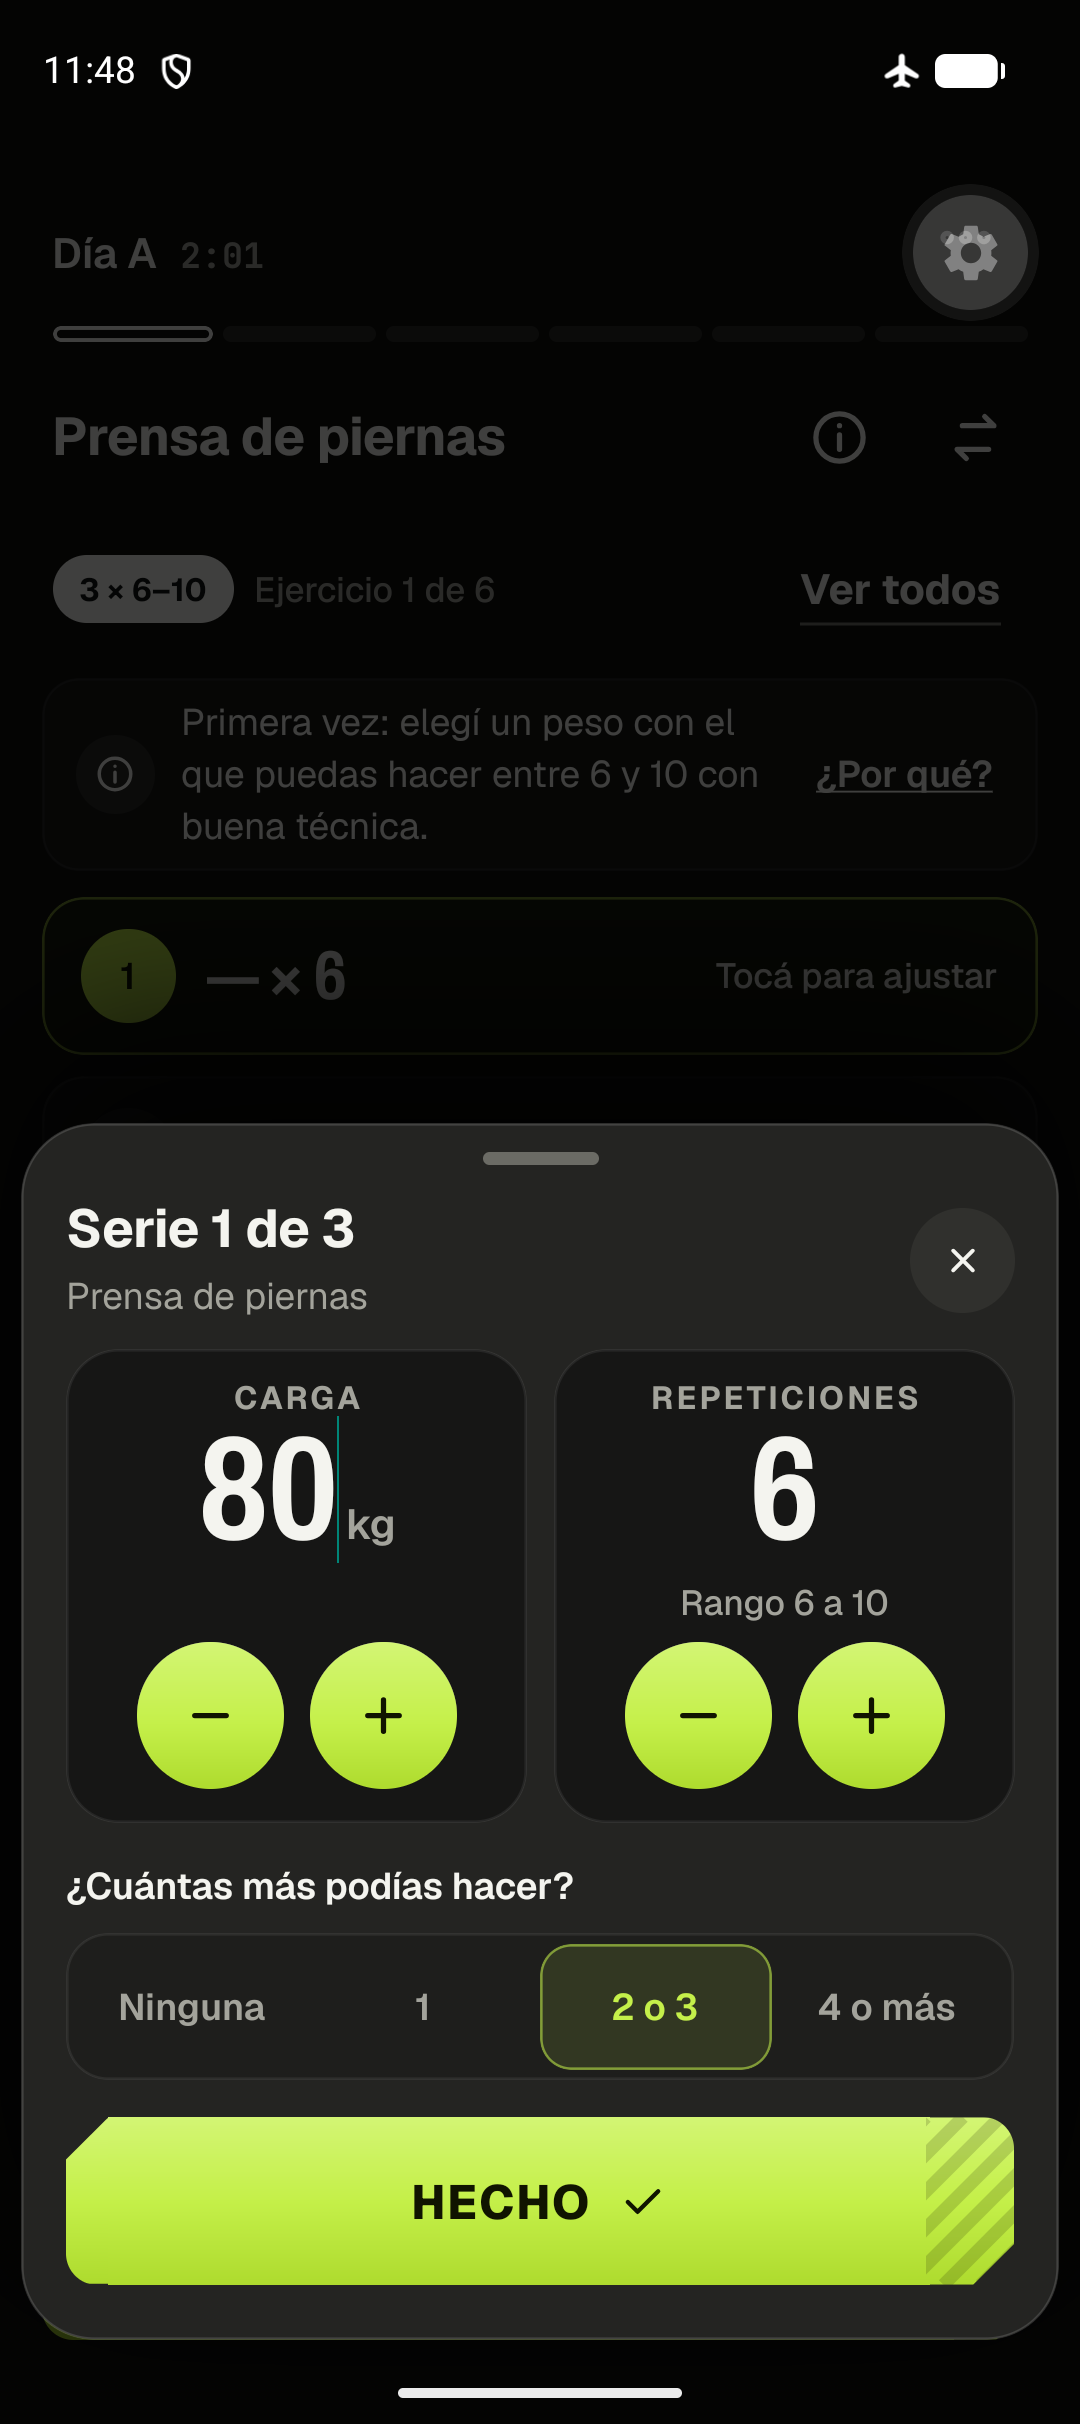 11:48
Día A 2:01
Prensa de piernas
3 × 6–10 Ejercicio 1 de 6 Ver todos
Primera vez: elegí un peso con el
que puedas hacer entre 6 y 10 con
buena técnica.
¿Por qué?
1 — × 6 Tocá para ajustar
Serie 1 de 3
Prensa de piernas
CARGA
80 kg
REPETICIONES
6
Rango 6 a 10
¿Cuántas más podías hacer?
Ninguna 1 2 o 3 4 o más
HECHO